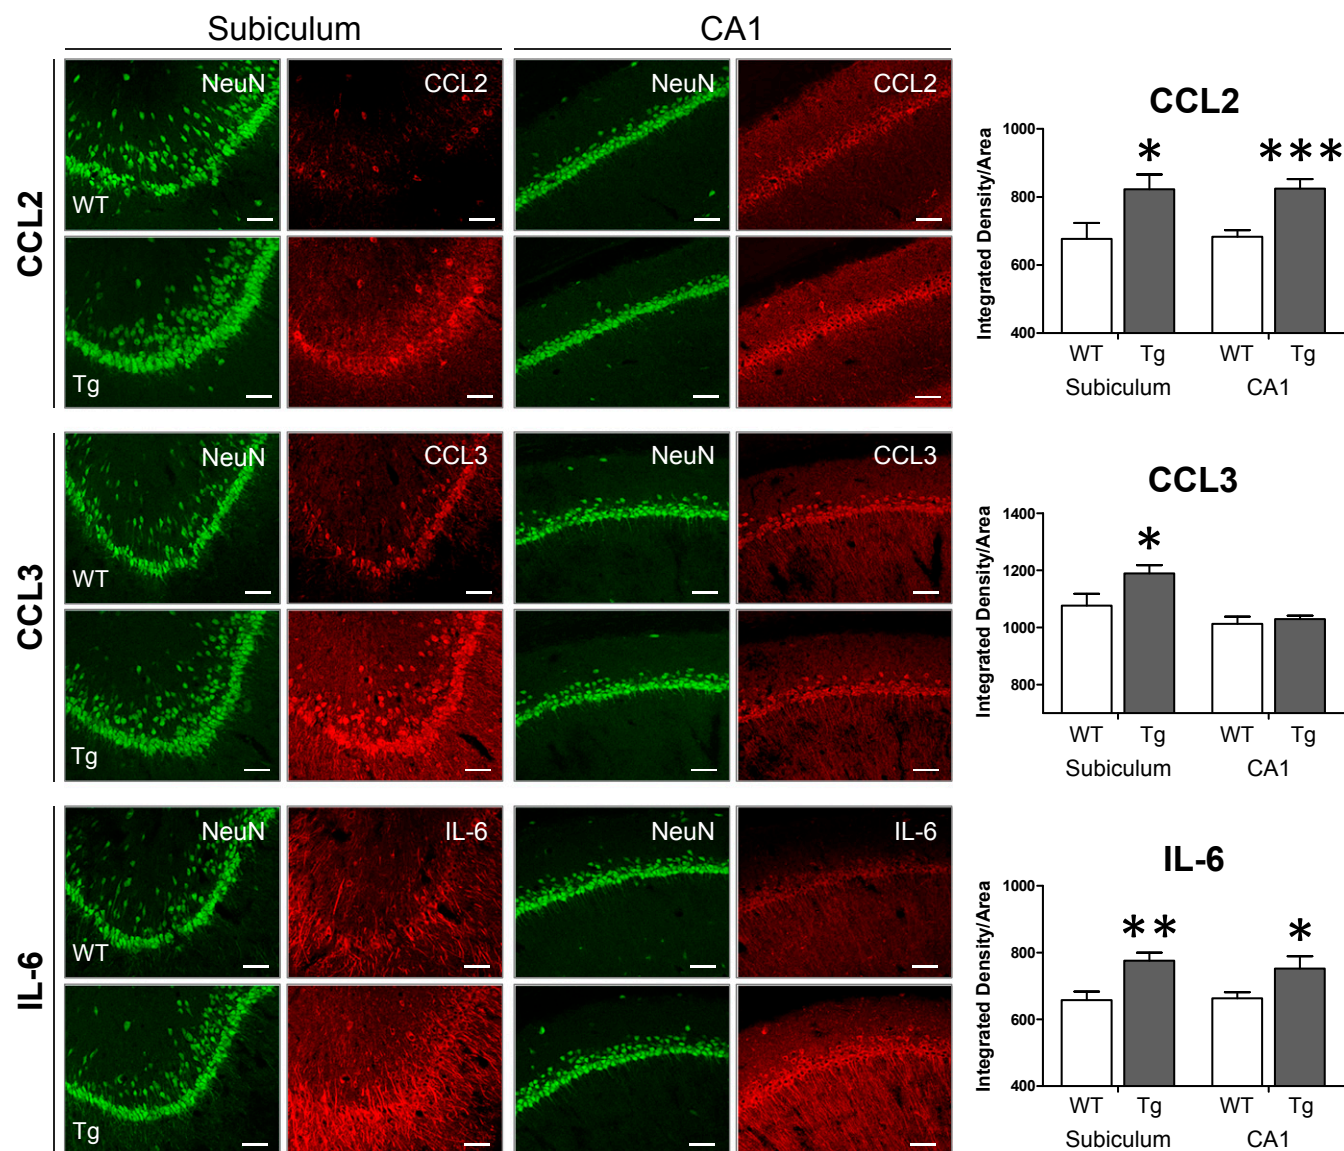 Subiculum CA1
CCL2
NeuN CCL2 NeuN CCL2
WT
Tg
CCL2
Integrated Density/Area
1000
800
600
400
***
*
WT Tg WT Tg
Subiculum CA1
CCL3
NeuN CCL3 NeuN CCL3
WT
Tg
CCL3
Integrated Density/Area
1400
1200
1000
800
*
WT Tg WT Tg
Subiculum CA1
IL-6
NeuN IL-6 NeuN IL-6
WT
Tg
IL-6
Integrated Density/Area
1000
800
600
400
**
*
WT Tg WT Tg
Subiculum CA1